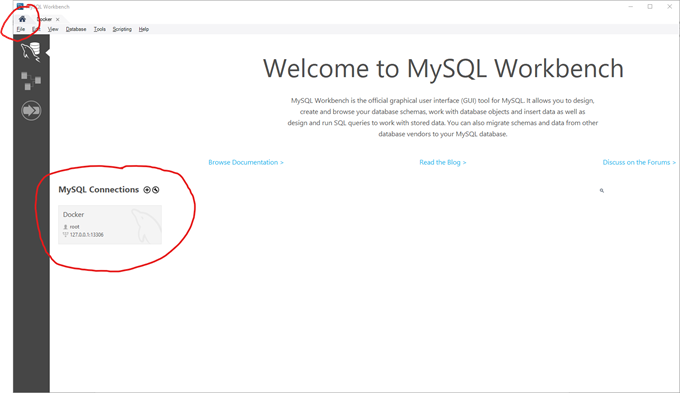 MySQL Workbench
Docker
File Edit View Database Tools Scripting Help
Welcome to MySQL Workbench
MySQL Workbench is the official graphical user interface (GUI) tool for MySQL. It allows you to design,
create and browse your database schemas, work with database objects and insert data as well as
design and run SQL queries to work with stored data. You can also migrate schemas and data from other
database vendors to your MySQL database.
Browse Documentation > Read the Blog > Discuss on the Forums >
MySQL Connections
Docker
root
127.0.0.1:13306